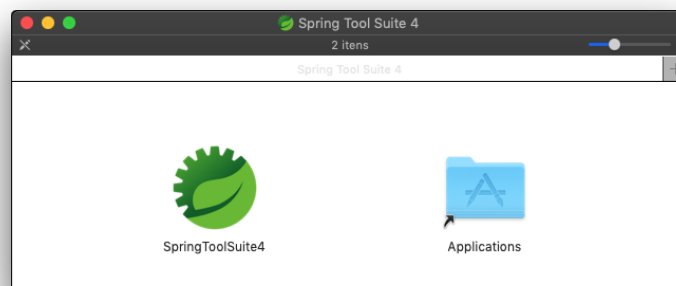 Spring Tool Suite 4
2 itens
Spring Tool Suite 4
SpringToolSuite4
Applications